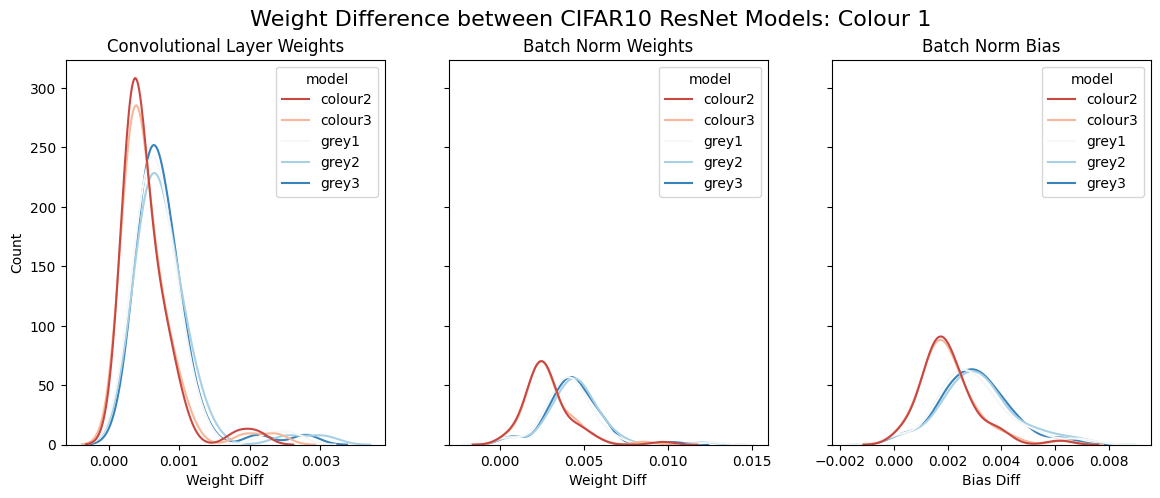 Weight Difference between CIFAR10 ResNet Models: Colour 1
Convolutional Layer Weights
Batch Norm Weights
Batch Norm Bias
model
colour2
colour3
grey1
grey2
grey3
model
colour2
colour3
grey1
grey2
grey3
model
colour2
colour3
grey1
grey2
grey3
Count
300
250
200
150
100
50
0
0.000 0.001 0.002 0.003
0.000 0.005 0.010 0.015
−0.002 0.000 0.002 0.004 0.006 0.008
Weight Diff
Weight Diff
Bias Diff